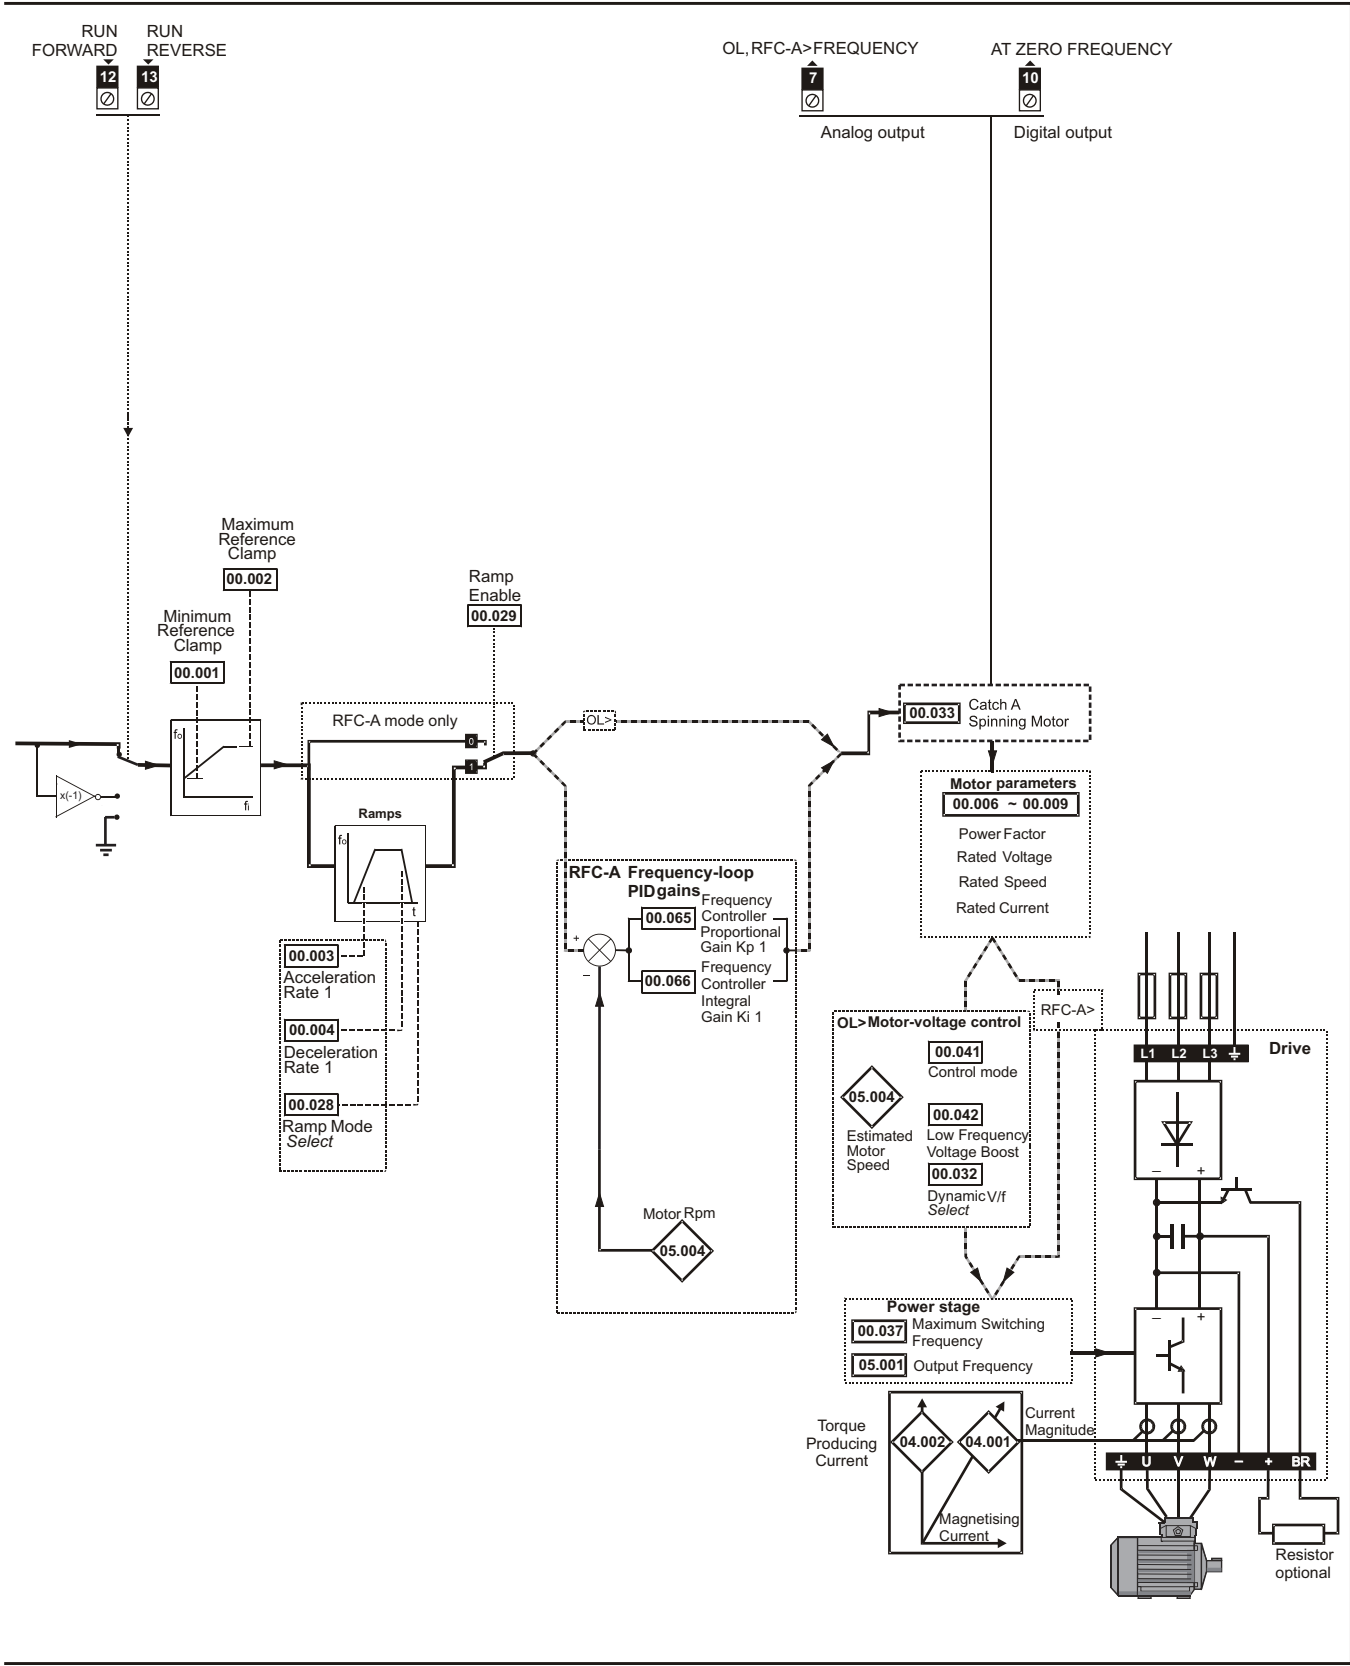 RUN
FORWARD
RUN
REVERSE
12
13
OL,RFC-A>FREQUENCY
AT ZERO FREQUENCY
7
10
Analog output
Digital output
Maximum
Reference
Clamp
00.002
Minimum
Reference
Clamp
00.001
Ramp
Enable
00.029
RFC-A mode only
0
1
OL>
00.033
Catch A
Spinning Motor
fo
fi
x(-1)
Ramps
fo
t
Motor parameters
00.006 ~ 00.009
Power Factor
Rated Voltage
Rated Speed
Rated Current
RFC-A Frequency-loop
PID gains
00.065
Frequency
Controller
Proportional
Gain Kp 1
00.066
Frequency
Controller
Integral
Gain Ki 1
+
–
00.003
Acceleration
Rate 1
00.004
Deceleration
Rate 1
00.028
Ramp Mode
Select
Motor Rpm
05.004
RFC-A>
OL> Motor-voltage control
00.041
Control mode
05.004
Estimated
Motor
Speed
00.042
Low Frequency
Voltage Boost
00.032
Dynamic V/f
Select
Drive
L1 L2 L3
– +
– +
Power stage
00.037
Maximum Switching
Frequency
05.001
Output Frequency
Torque
Producing
Current
04.002
04.001
Current
Magnitude
Magnetising
Current
U V W – + BR
Resistor
optional